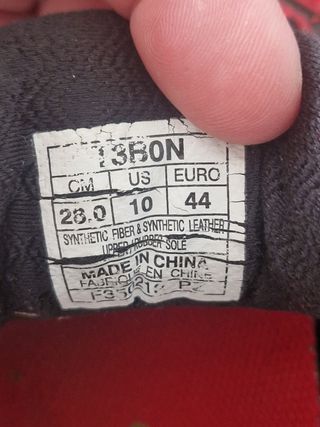 13B0N
CM US EURO
28.0 10 44
SYNTHETIC FIBER & SYNTHETIC LEATHER
UPPER/RUBBER SOLE
MADE IN CHINA
FABRIQUE EN CHINE